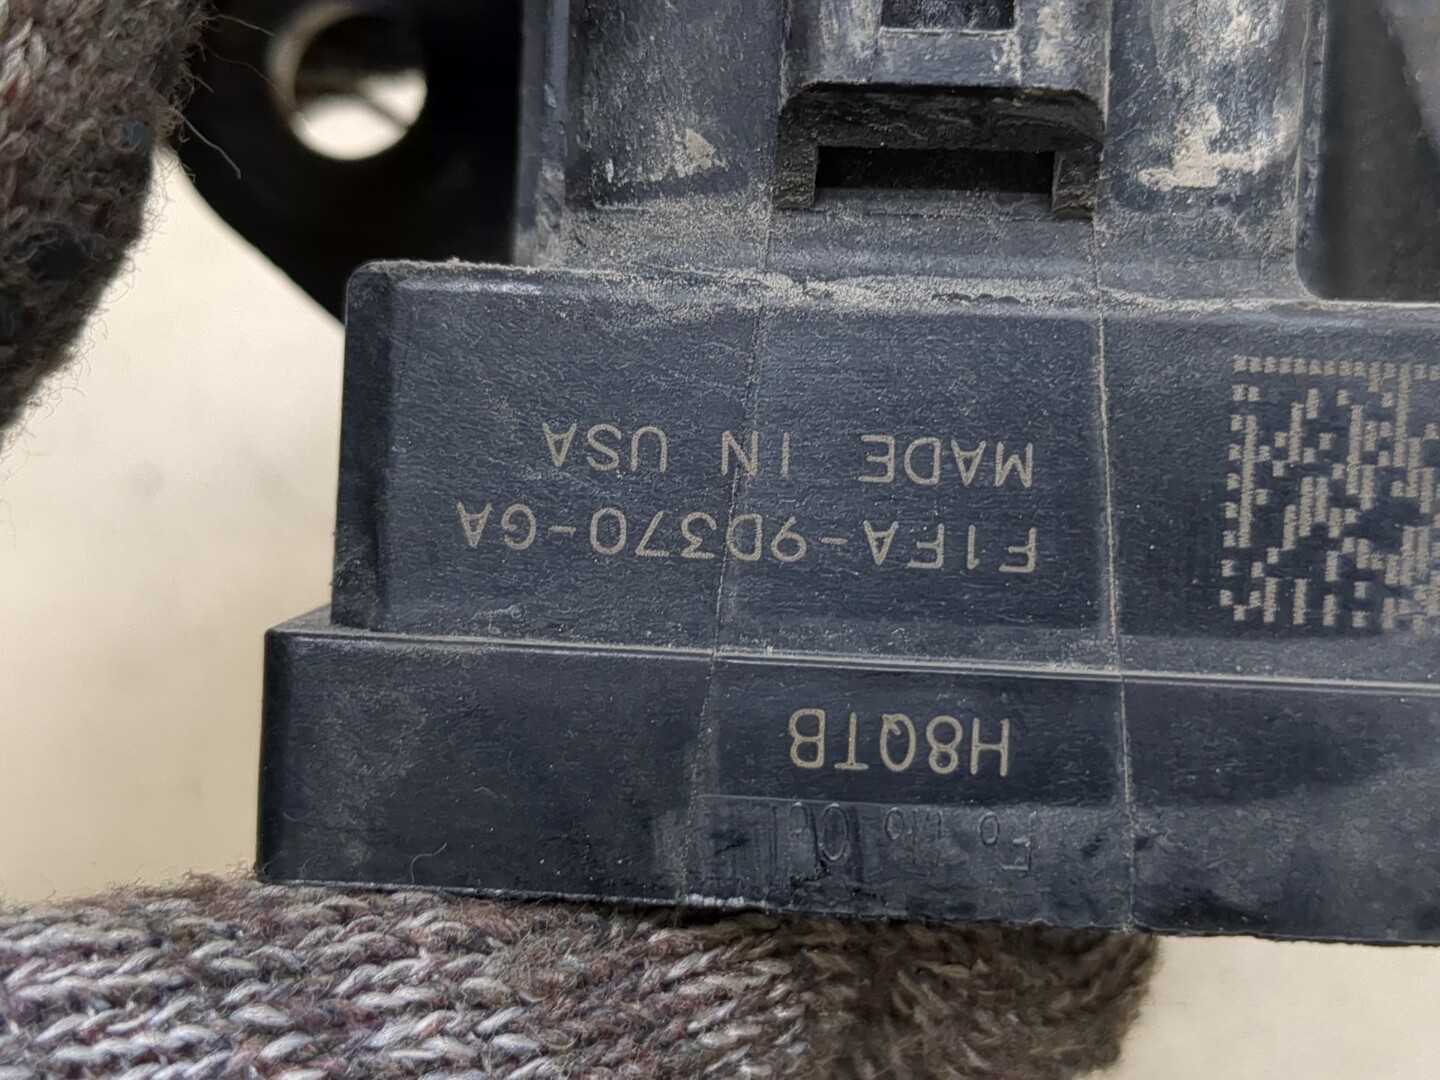 H8QTB
F1FA-9D370-GA
MADE IN USA